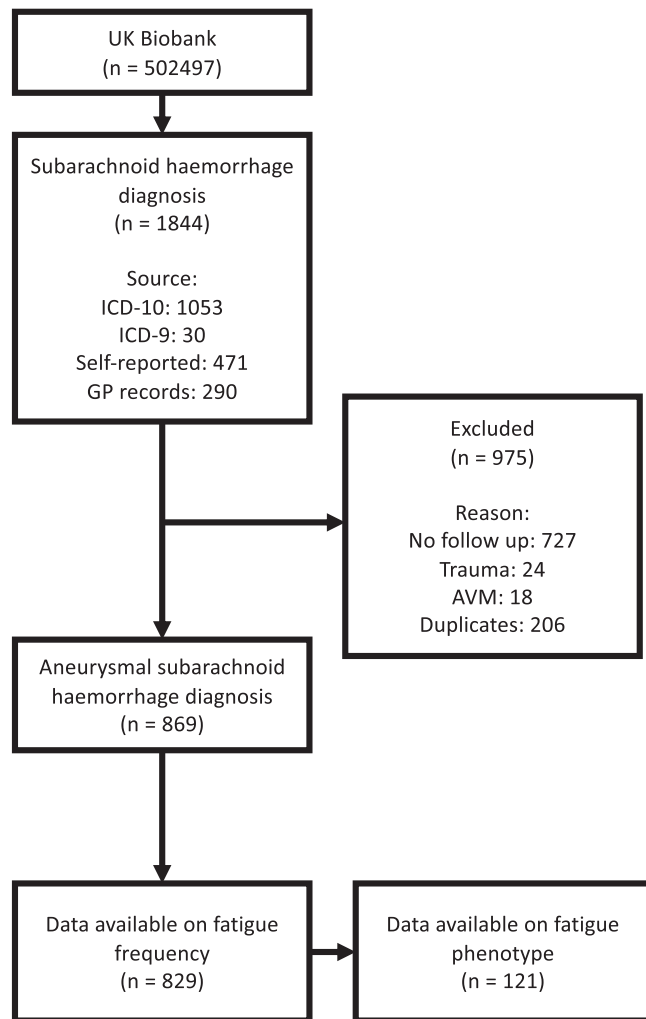 UK Biobank
(n = 502497)
Subarachnoid haemorrhage
diagnosis
(n = 1844)
Source:
ICD-10: 1053
ICD-9: 30
Self-reported: 471
GP records: 290
Excluded
(n = 975)
Reason:
No follow up: 727
Trauma: 24
AVM: 18
Duplicates: 206
Aneurysmal subarachnoid
haemorrhage diagnosis
(n = 869)
Data available on fatigue
frequency
(n = 829)
Data available on fatigue
phenotype
(n = 121)